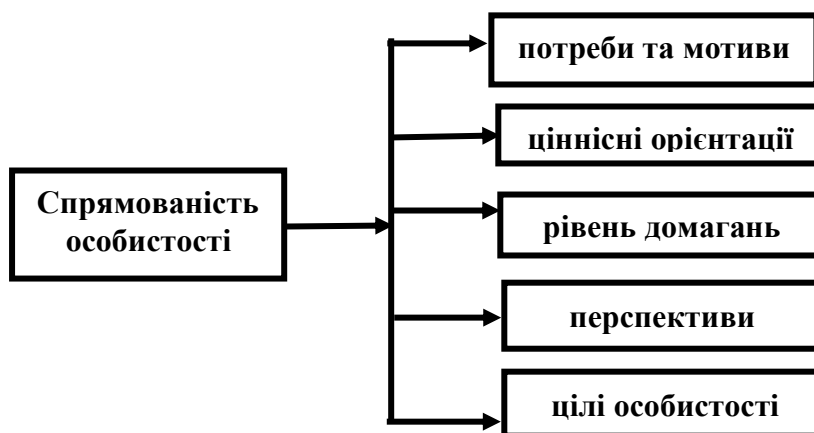 потреби та мотиви
ціннісні орієнтації
Спрямованість
особистості
рівень домагань
перспективи
цілі особистості